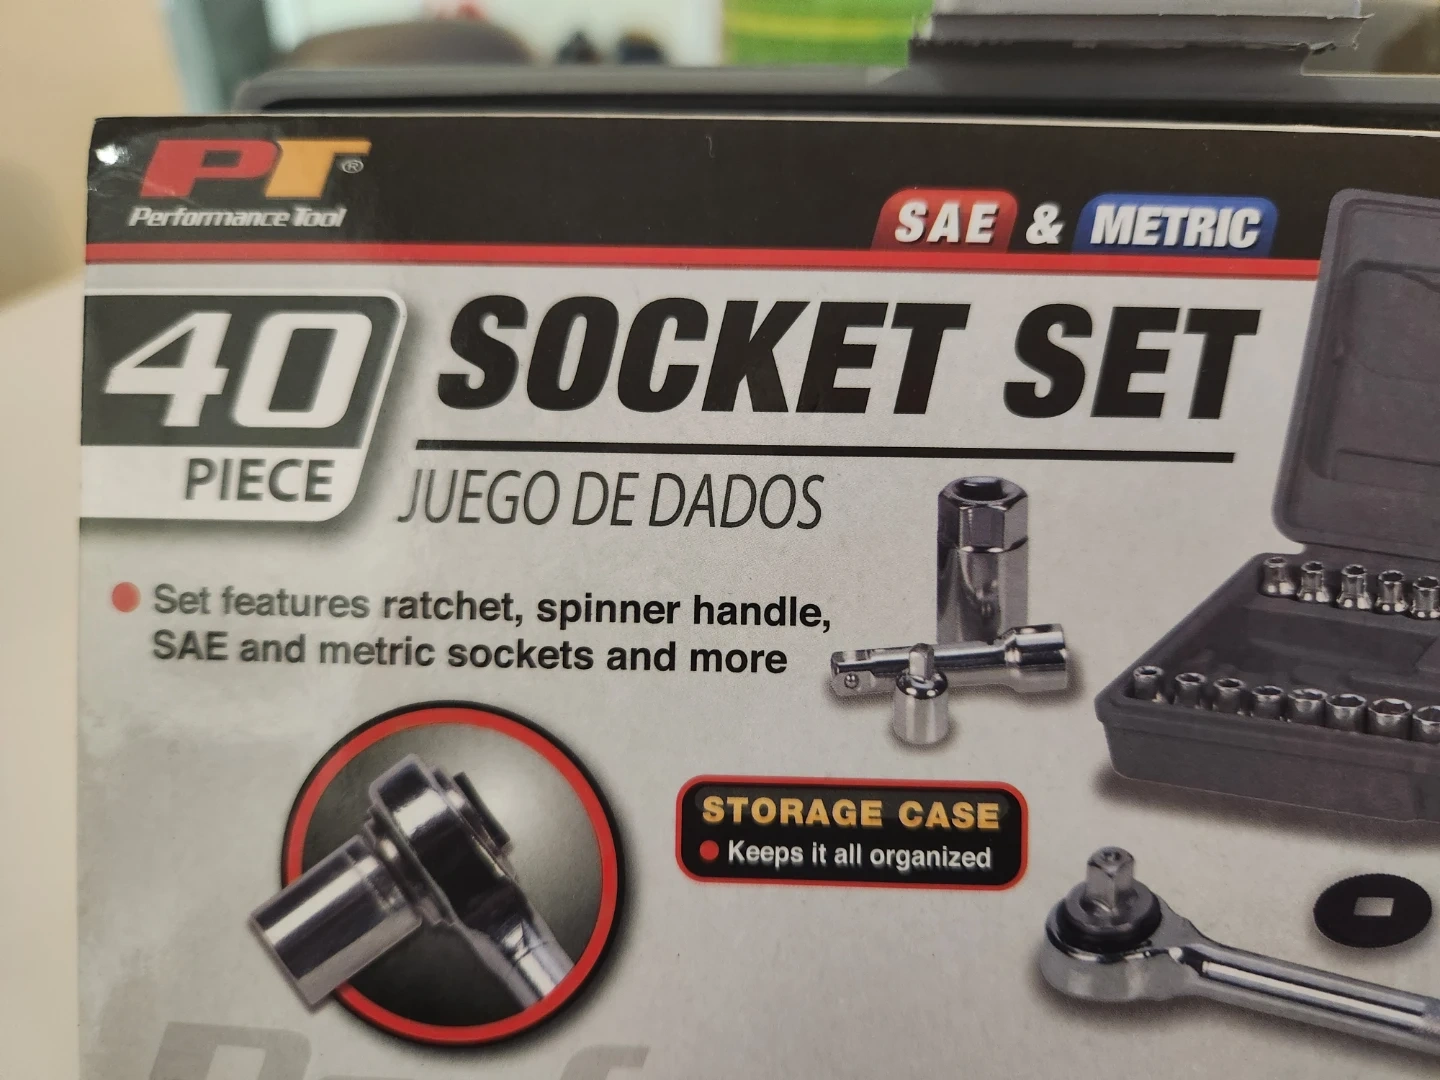 PT®
Performance Tool
SAE & METRIC
40
PIECE
SOCKET SET
JUEGO DE DADOS
Set features ratchet, spinner handle,
SAE and metric sockets and more
STORAGE CASE
Keeps it all organized